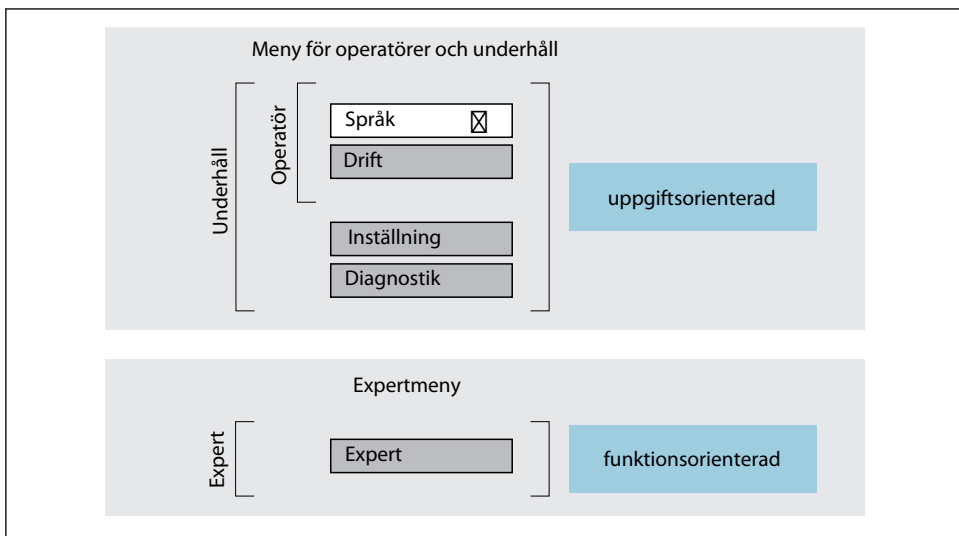 Meny för operatörer och underhåll
Underhåll
Operatör
Språk
Drift
Inställning
Diagnostik
uppgiftsorienterad
Expertmeny
Expert
Expert
funktionsorienterad